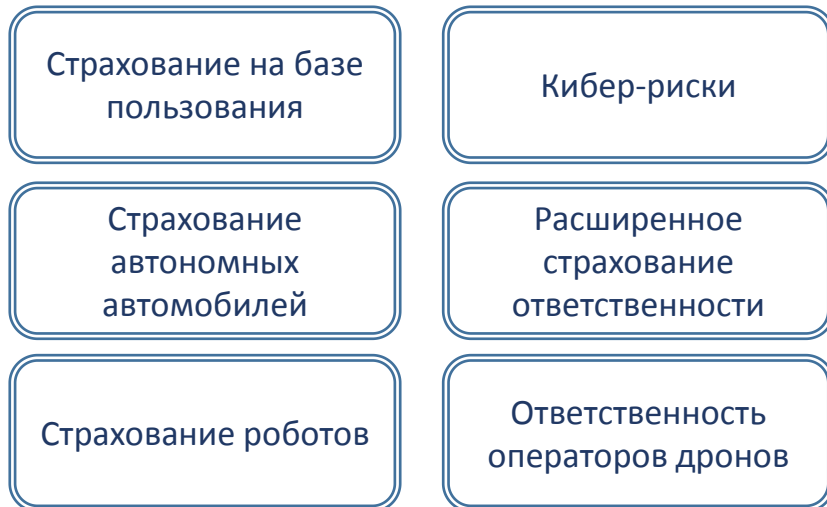 Страхование на базе
пользования
Кибер-риски
Страхование
автономных
автомобилей
Расширенное
страхование
ответственности
Страхование роботов
Ответственность
операторов дронов